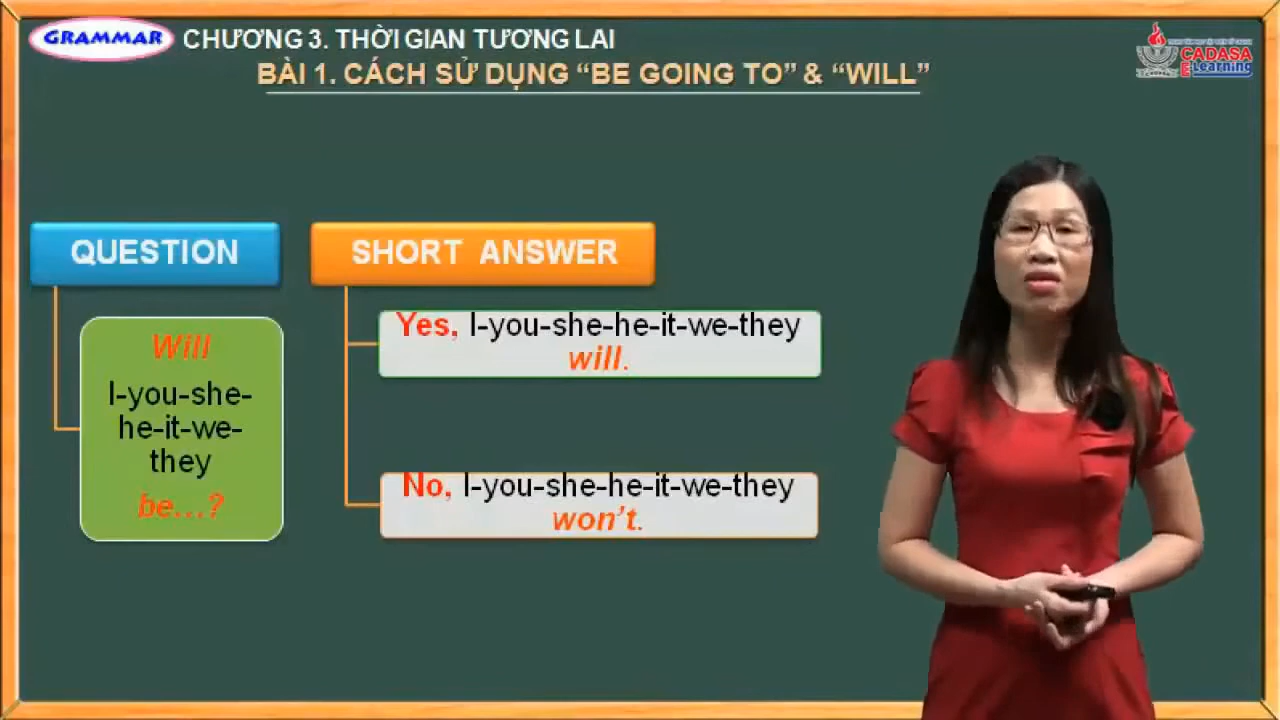 GRAMMAR
CHƯƠNG 3. THỜI GIAN TƯƠNG LAI
BÀI 1. CÁCH SỬ DỤNG “BE GOING TO” & “WILL”
CADASA
E Learning
QUESTION
Will
I-you-she-
he-it-we-
they
be...?
SHORT ANSWER
Yes, I-you-she-he-it-we-they
will.
No, I-you-she-he-it-we-they
won’t.